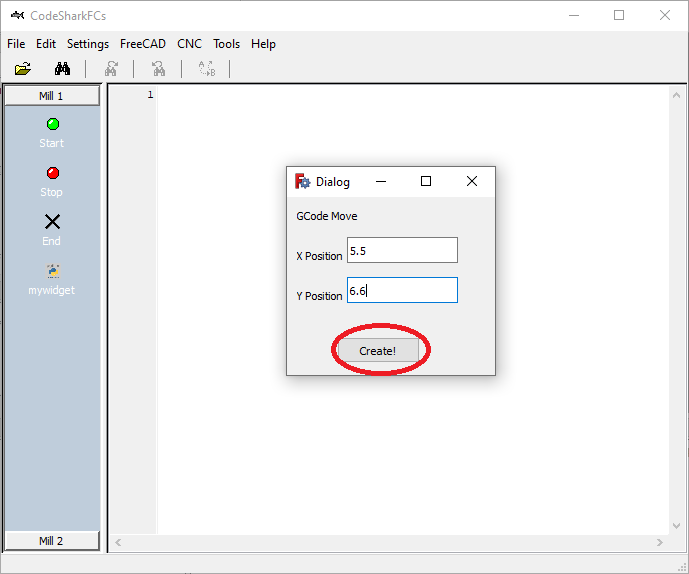 CodeSharkFCs
File Edit Settings FreeCAD CNC Tools Help
Mill 1
1
Start
Stop
End
mywidget
Dialog
GCode Move
X Position 5.5
Y Position 6.6
Create!
Mill 2